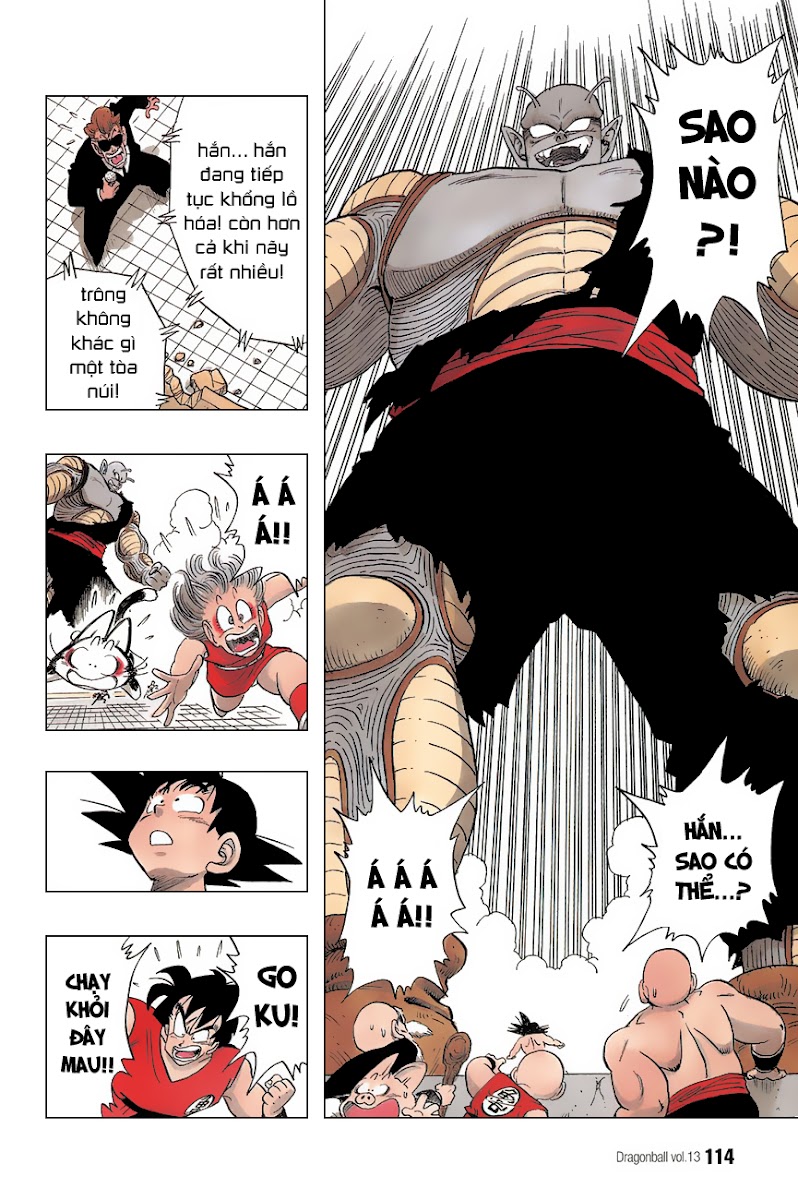 SAO
NÀO
?!
HẮN...
SAO CÓ
THỂ...?
Á Á Á
Á Á!!
hắn... hắn
đang tiếp
tục khổng lồ
hóa! còn hơn
cả khi nãy
rất nhiều!
trông
không
khác gì
một tòa
núi!
Á Á
Á!!
GO
KU!
CHẠY
KHỎI
ĐÂY
MAU!!
Dragonball vol.13 114